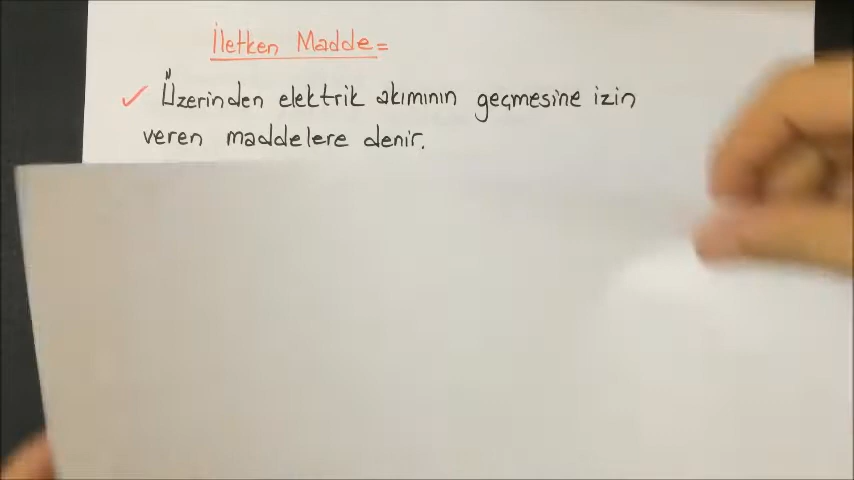 İletken Madde=
✓ Üzerinden elektrik akımının geçmesine izin
veren maddelere denir.